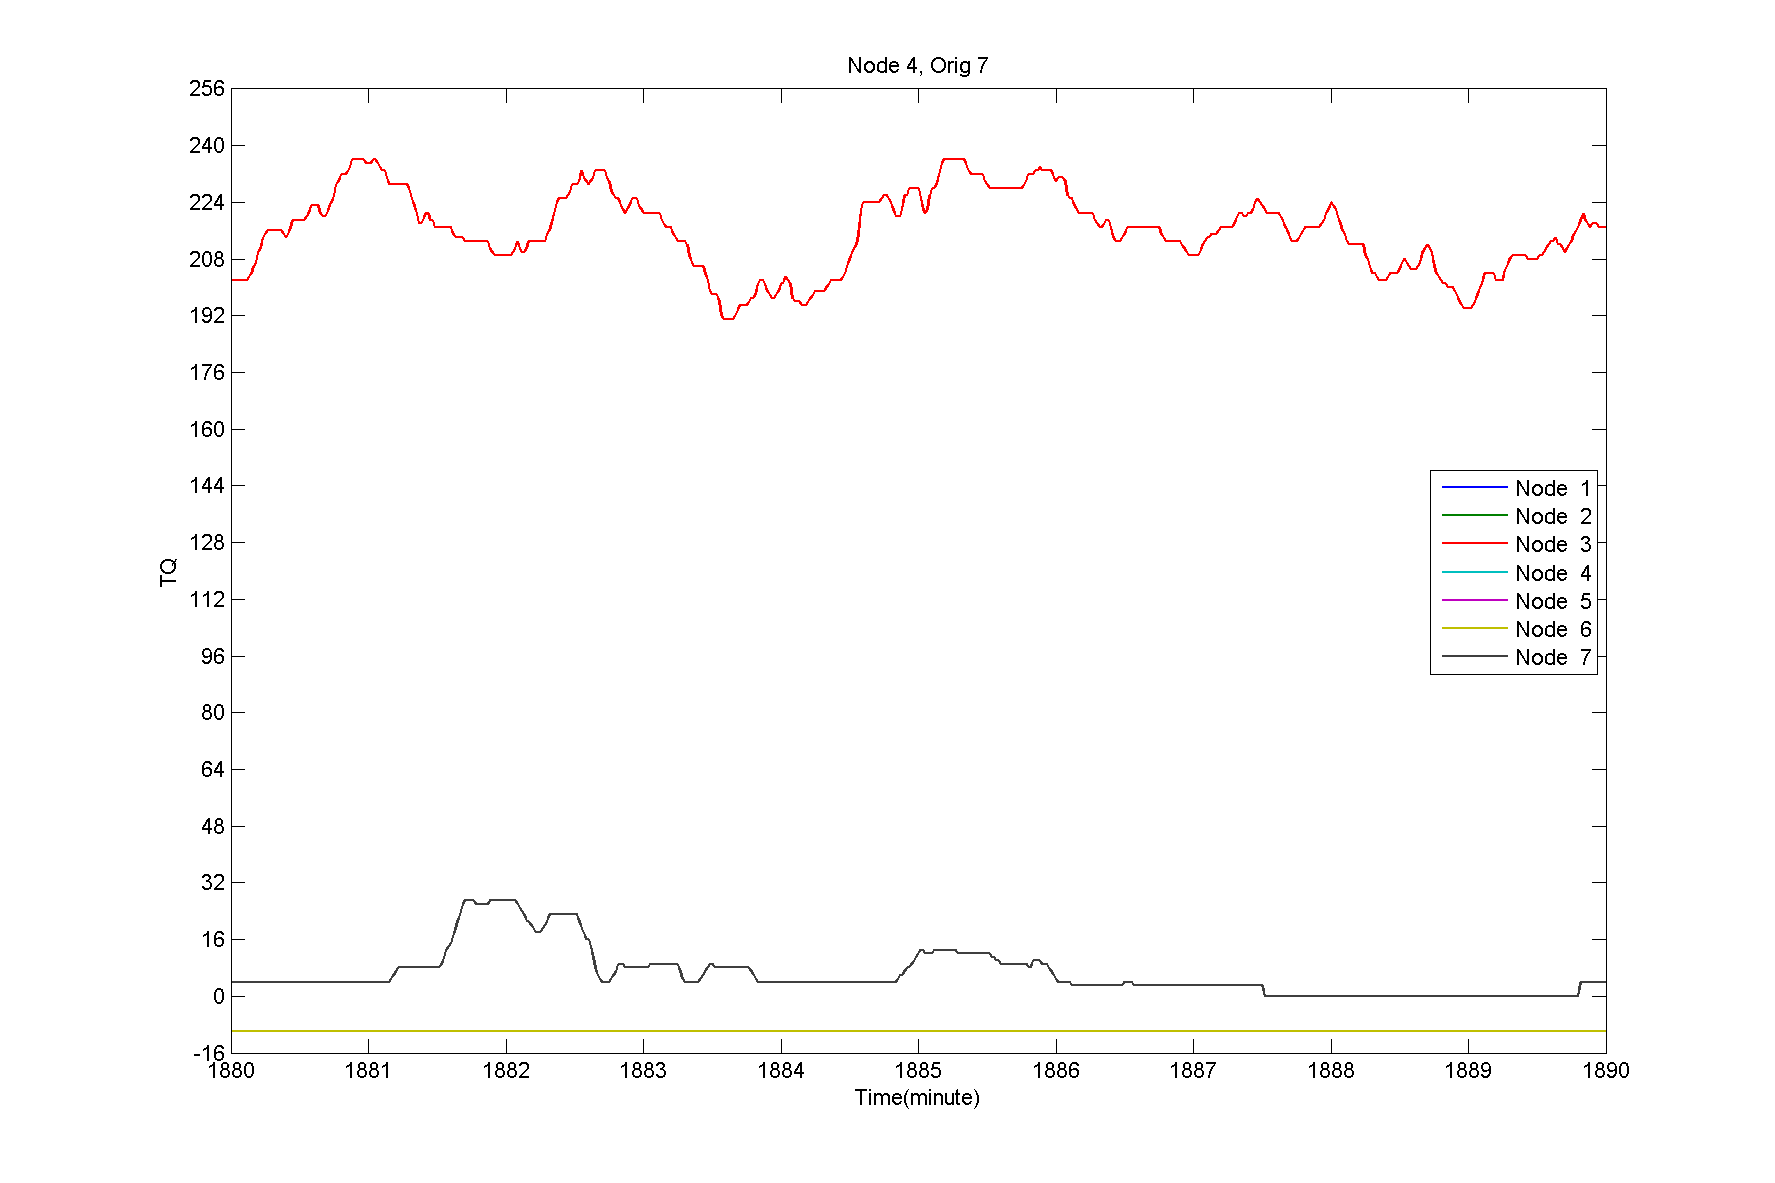 Node 4, Orig 7
256
240
224
208
192
176
160
144
128
112
96
80
64
48
32
16
0
-16
TQ
Node 1
Node 2
Node 3
Node 4
Node 5
Node 6
Node 7
1880 1881 1882 1883 1884 1885 1886 1887 1888 1889 1890
Time(minute)